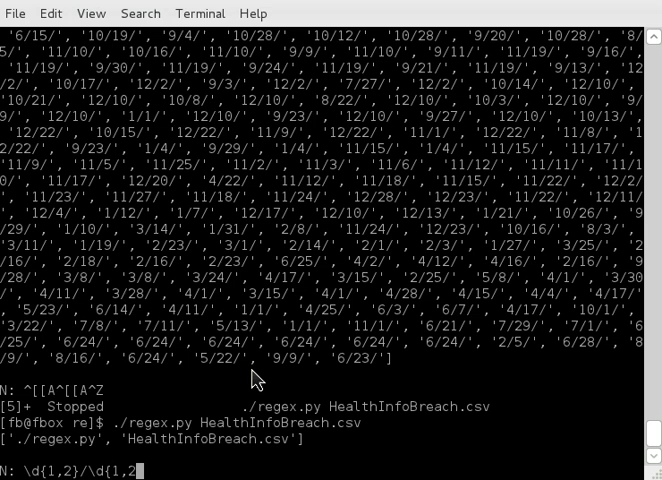 File Edit View Search Terminal Help
'6/15/', '10/19/', '9/4/', '10/28/', '10/12/', '10/28/', '9/20/', '10/28/', '8/
5/', '11/10/', '10/16/', '11/10/', '9/9/', '11/10/', '9/11/', '11/19/', '9/16/',
'11/19/', '9/30/', '11/19/', '9/24/', '11/19/', '9/21/', '11/19/', '9/13/', '12
/2/', '10/17/', '12/2/', '9/3/', '12/2/', '7/27/', '12/2/', '10/14/', '12/10/',
'10/21/', '12/10/', '10/8/', '12/10/', '8/22/', '12/10/', '10/3/', '12/10/', '9/
9/', '12/10/', '1/1/', '12/10/', '9/23/', '12/10/', '9/27/', '12/10/', '10/13/',
'12/22/', '10/15/', '12/22/', '11/9/', '12/22/', '11/1/', '12/22/', '11/8/', '1
2/22/', '9/23/', '1/4/', '9/29/', '1/4/', '11/15/', '1/4/', '11/15/', '11/17/',
'11/9/', '11/5/', '11/25/', '11/2/', '11/3/', '11/6/', '11/12/', '11/11/', '11/1
0/', '11/17/', '12/20/', '4/22/', '11/12/', '11/18/', '11/15/', '11/22/', '12/2/
, '11/23/', '11/27/', '11/18/', '11/24/', '12/28/', '12/23/', '11/22/', '12/11/
, '12/4/', '1/12/', '1/7/', '12/17/', '12/10/', '12/13/', '1/21/', '10/26/', '9
/29/', '1/10/', '3/14/', '1/31/', '2/8/', '11/24/', '12/23/', '10/16/', '8/3/',
'3/11/', '1/19/', '2/23/', '3/1/', '2/14/', '2/1/', '2/3/', '1/27/', '3/25/', '2
/16/', '2/18/', '2/16/', '2/23/', '6/25/', '4/2/', '4/12/', '4/16/', '2/16/', '9
/28/', '3/8/', '3/8/', '3/24/', '4/17/', '3/15/', '2/25/', '5/8/', '4/1/', '3/30
/', '4/11/', '3/28/', '4/1/', '3/15/', '4/1/', '4/28/', '4/15/', '4/4/', '4/17/'
, '5/23/', '6/14/', '4/11/', '1/1/', '4/25/', '6/3/', '6/7/', '4/17/', '10/1/',
'3/22/', '7/8/', '7/11/', '5/13/', '1/1/', '11/1/', '6/21/', '7/29/', '7/1/', '6
/25/', '6/24/', '6/24/', '6/24/', '6/24/', '6/24/', '6/24/', '2/5/', '6/28/', '8
/9/', '8/16/', '6/24/', '5/22/', '9/9/', '6/23/']
N: ^[[A^[[A^Z
[5]+ Stopped ./regex.py HealthInfoBreach.csv
[fb@fbox re]$ ./regex.py HealthInfoBreach.csv
['./regex.py', 'HealthInfoBreach.csv']
N: \d{1,2}/\d{1,2